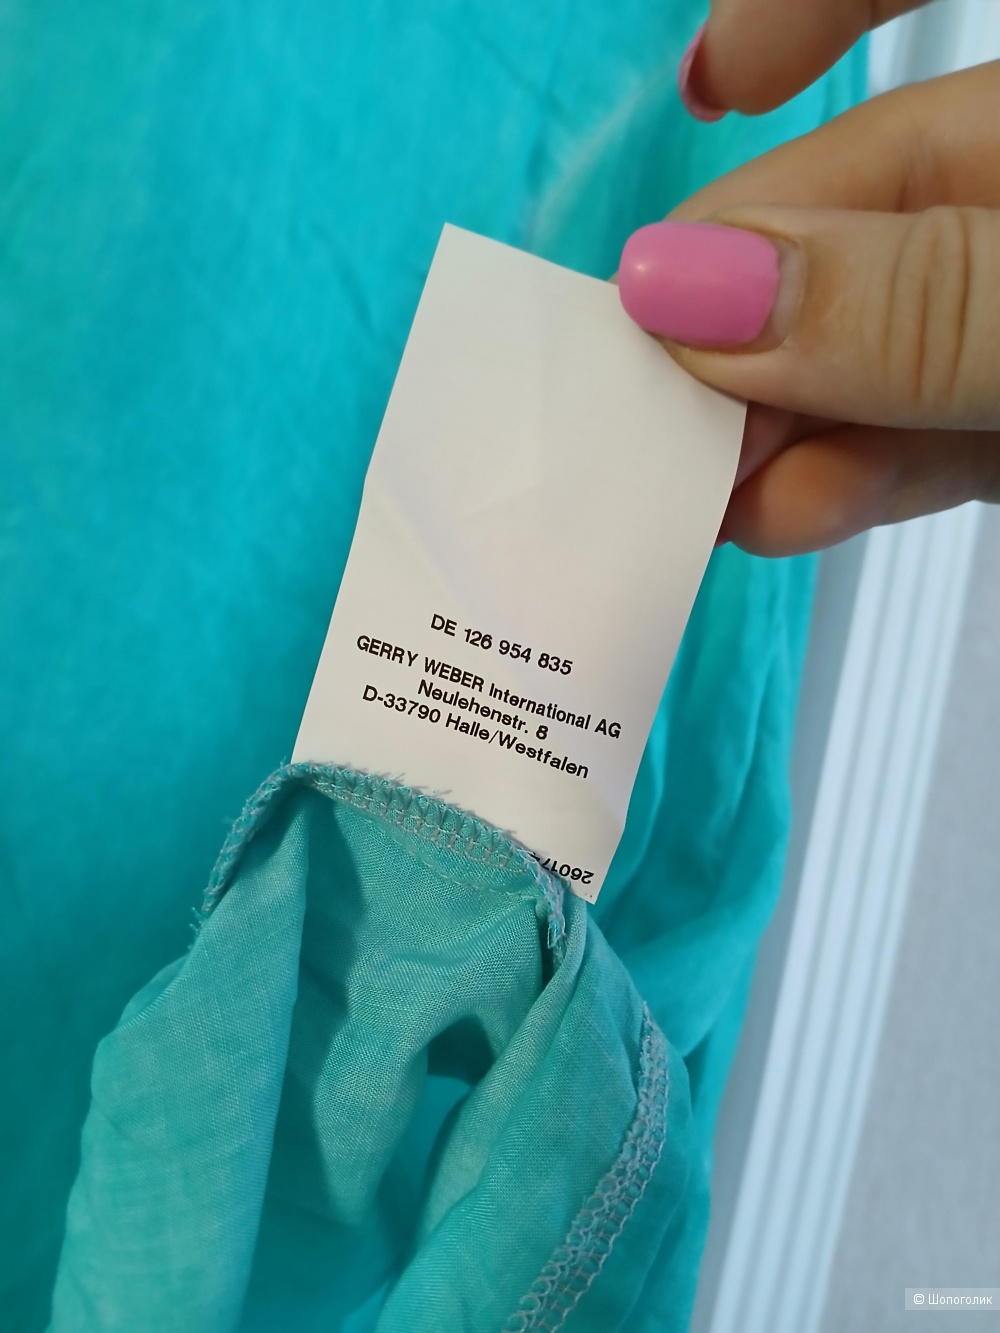 DE 126 954 835
GERRY WEBER International AG
Neulehenstr. 8
D-33790 Halle/Westfalen
© Шопоголик